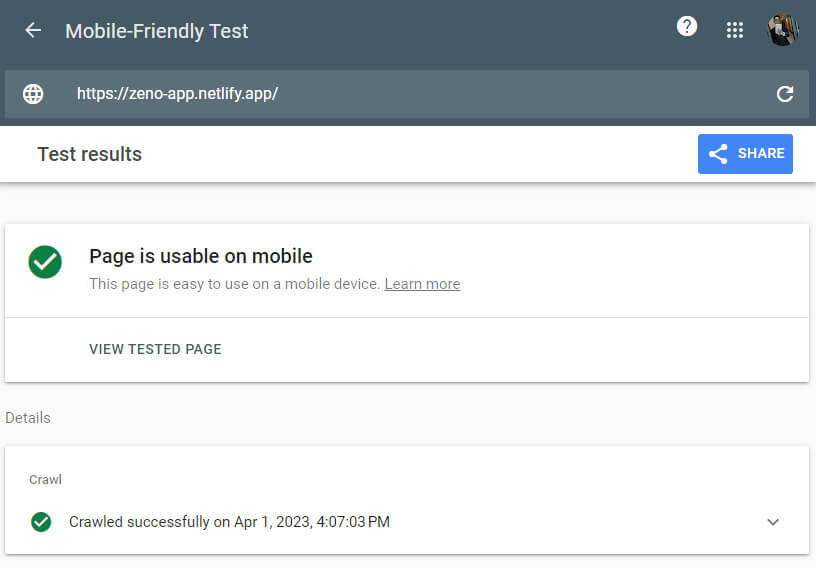 Mobile-Friendly Test
https://zeno-app.netlify.app/
Test results
SHARE
Page is usable on mobile
This page is easy to use on a mobile device. Learn more
VIEW TESTED PAGE
Details
Crawl
Crawled successfully on Apr 1, 2023, 4:07:03 PM